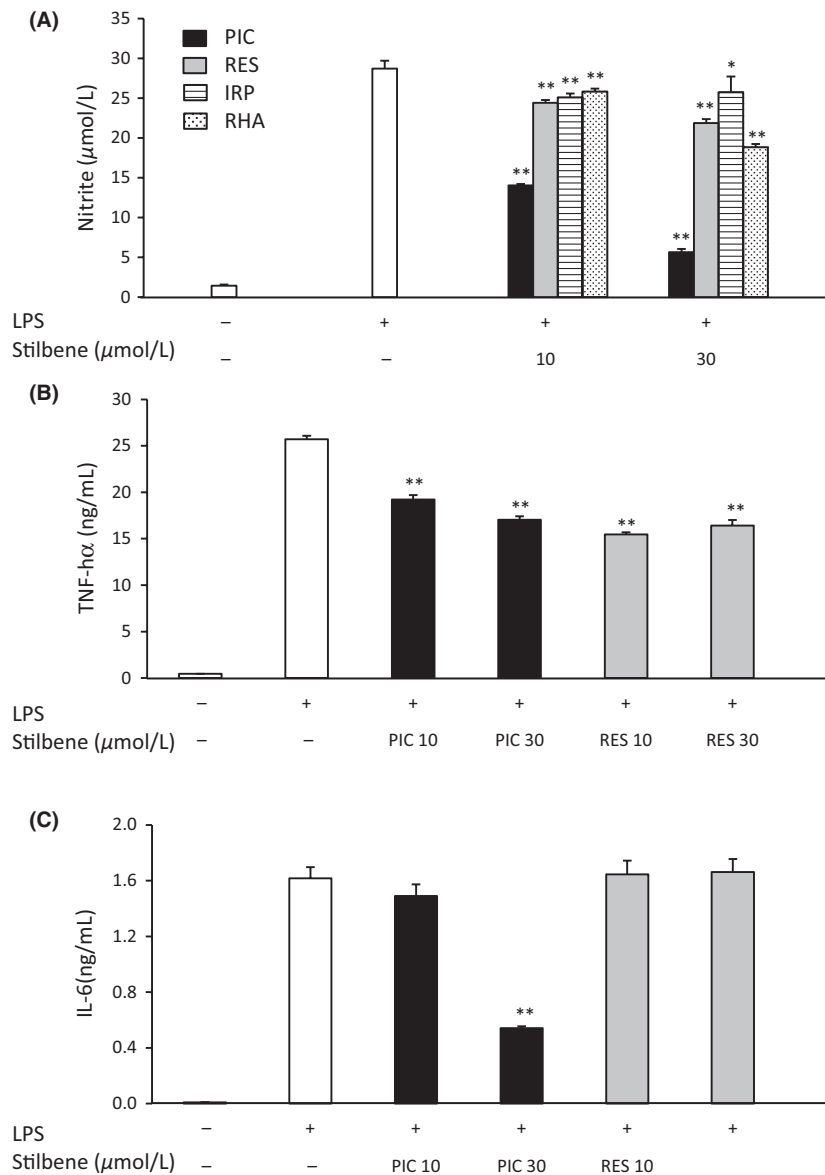 (A)
35
30
25
20
15
10
5
0
Nitrite (μmol/L)
PIC
RES
IRP
RHA
** ** ** **
** ** * **
LPS – + + +
Stilbene (μmol/L) – – 10 30
(B)
30
25
20
15
10
5
0
TNF-hα (ng/mL)
** ** ** **
LPS – + + + + +
Stilbene (μmol/L) – – PIC 10 PIC 30 RES 10 RES 30
(C)
2.0
1.6
1.2
0.8
0.4
0.0
IL-6(ng/mL)
**
LPS – + + + + +
Stilbene (μmol/L) – – PIC 10 PIC 30 RES 10